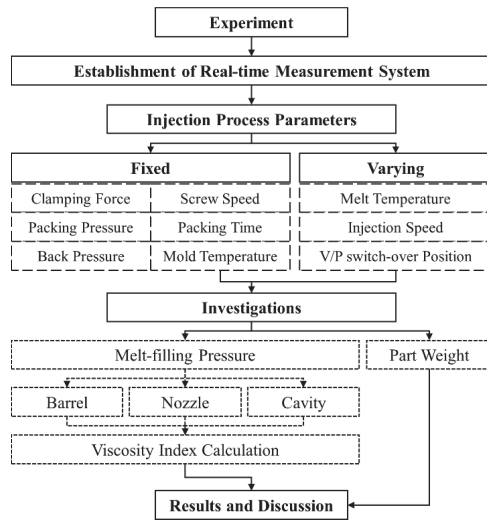 Experiment
Establishment of Real-time Measurement System
Injection Process Parameters
Fixed
Varying
Clamping Force
Screw Speed
Melt Temperature
Packing Pressure
Packing Time
Injection Speed
Back Pressure
Mold Temperature
V/P switch-over Position
Investigations
Melt-filling Pressure
Part Weight
Barrel
Nozzle
Cavity
Viscosity Index Calculation
Results and Discussion